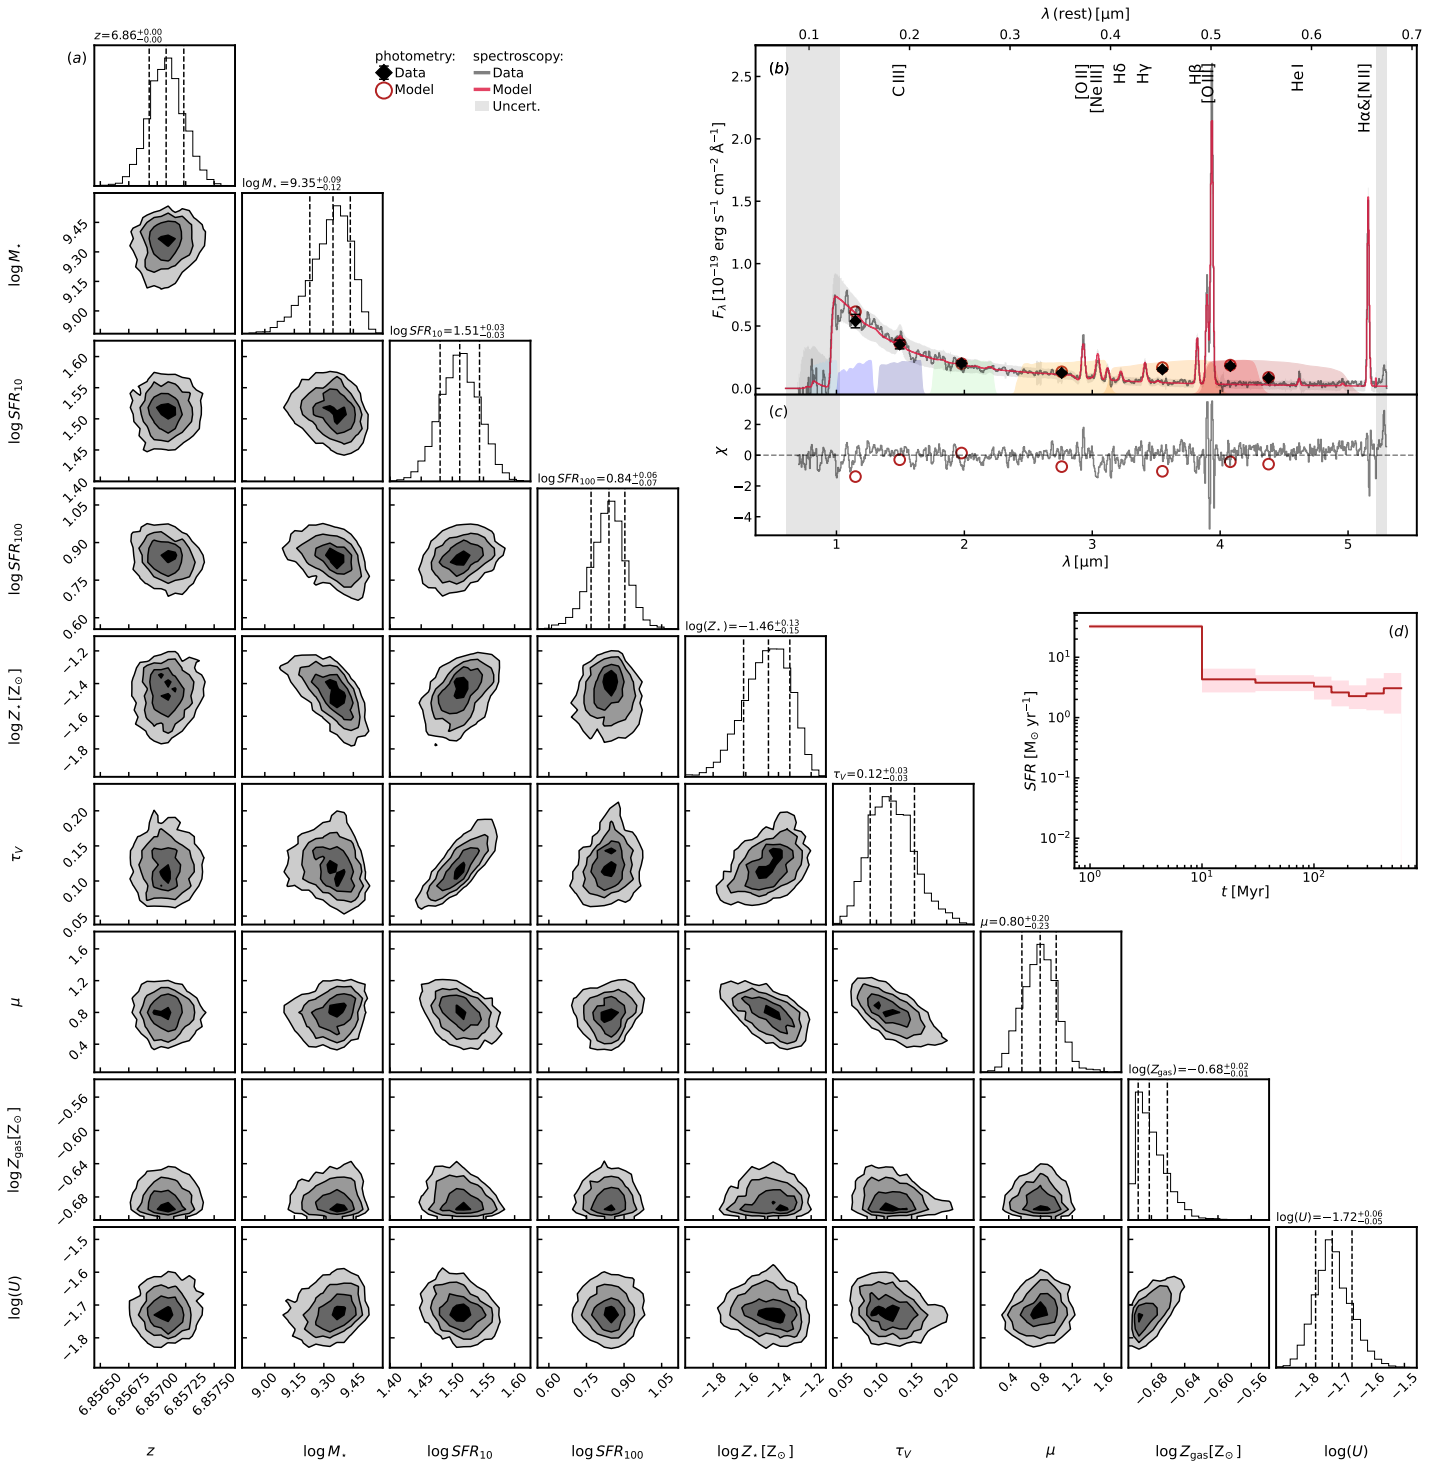 z=6.86+0.00 −0.00
(a)
photometry:
Data
Model
spectroscopy:
Data
Model
Uncert.
log M⋆=9.35+0.09 −0.12
log SFR10=1.51+0.03 −0.03
log SFR100=0.84+0.06 −0.07
log(Z⋆)=−1.46+0.13 −0.15
τV=0.12+0.03 −0.03
μ=0.80+0.20 −0.23
log(Zgas)=−0.68+0.02 −0.01
log(U)=−1.72+0.06 −0.05
log M⋆
9.45
9.30
9.15
9.00
log SFR10
1.60
1.55
1.50
1.45
1.40
log SFR100
1.05
0.90
0.75
0.60
log Z⋆ [Z⊙]
−1.2
−1.4
−1.6
−1.8
τV
0.20
0.15
0.10
0.05
μ
1.6
1.2
0.8
0.4
log Zgas[Z⊙]
−0.56
−0.60
−0.64
−0.68
log(U)
−1.5
−1.6
−1.7
−1.8
6.85650 6.85675 6.85700 6.85725 6.85750
9.00 9.15 9.30 9.45
1.40 1.45 1.50 1.55 1.60
0.60 0.75 0.90 1.05
−1.8 −1.6 −1.4 −1.2
0.05 0.10 0.15 0.20
0.4 0.8 1.2 1.6
−0.68 −0.64 −0.60 −0.56
−1.8 −1.7 −1.6 −1.5
z
log M⋆
log SFR10
log SFR100
log Z⋆ [Z⊙]
τV
μ
log Zgas[Z⊙]
log(U)
λ (rest) [μm]
0.1 0.2 0.3 0.4 0.5 0.6 0.7
(b)
C III]
[O II]
[Ne III]
Hδ
Hγ
Hβ
[O III]
He I
Hα&[N II]
Fλ [10−19 erg s−1 cm−2 Å−1]
2.5
2.0
1.5
1.0
0.5
0.0
(c)
χ
2
0
−2
−4
1 2 3 4 5
λ [μm]
(d)
SFR [M⊙ yr−1]
10^1
10^0
10^−1
10^−2
10^0 10^1 10^2
t [Myr]